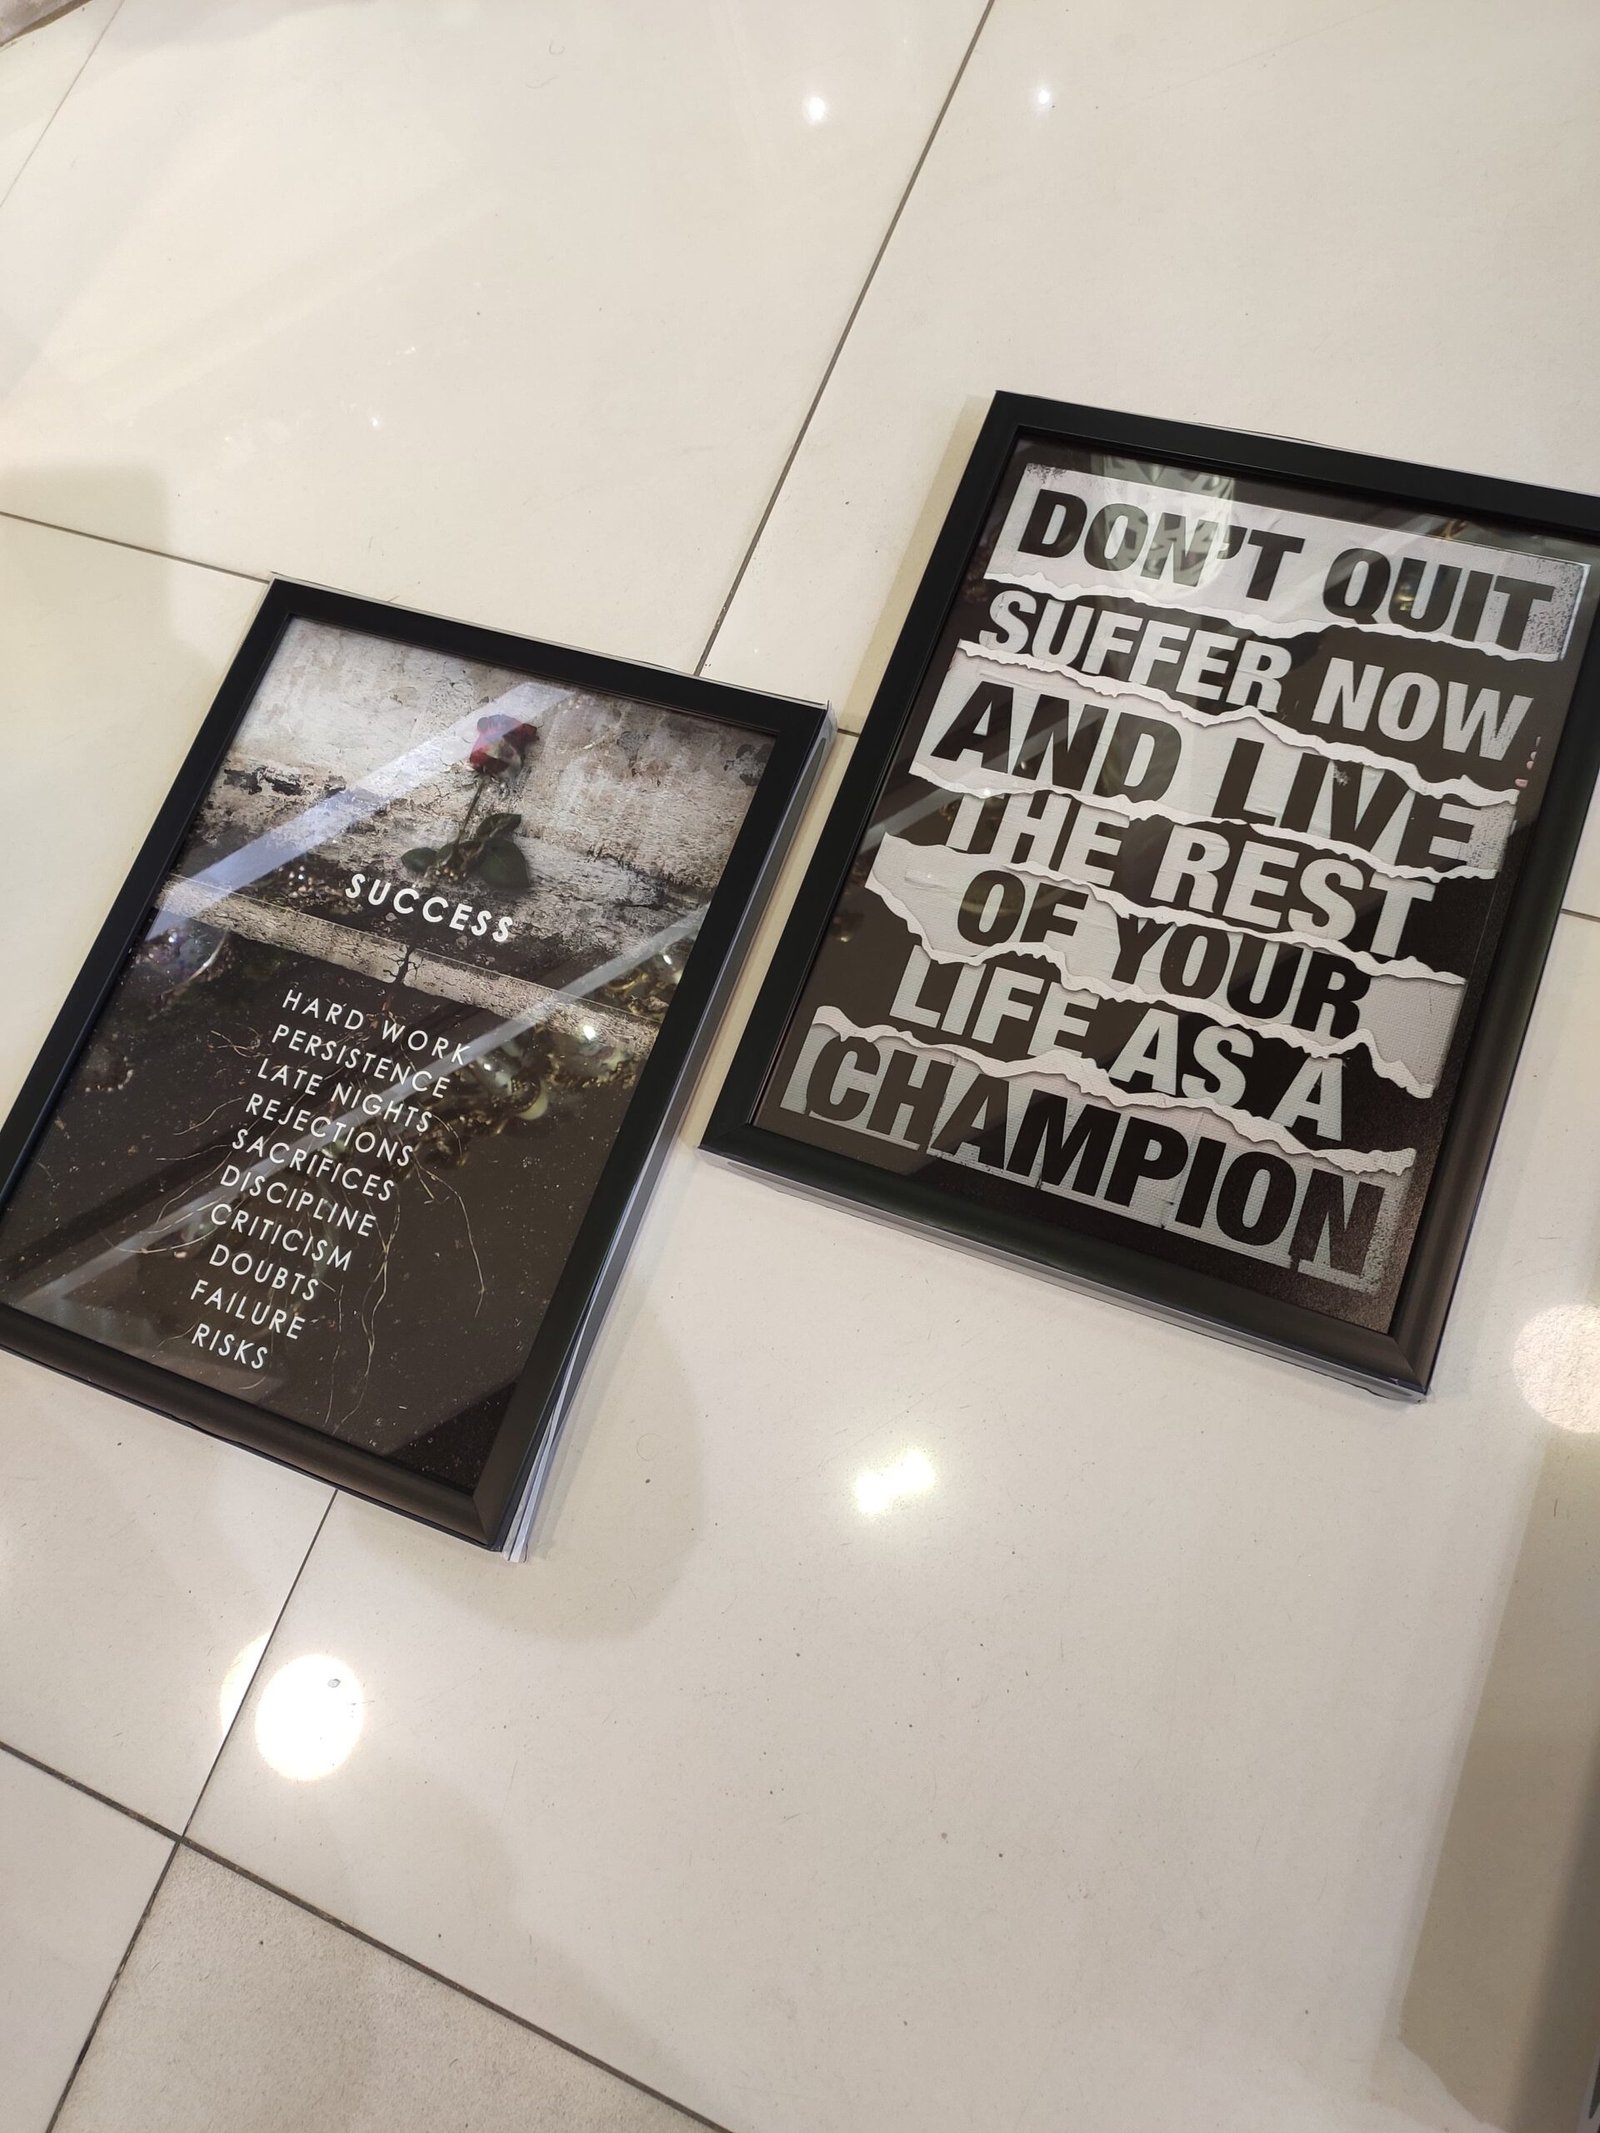 SUCCESS
HARD WORK
PERSISTENCE
LATE NIGHTS
REJECTIONS
SACRIFICES
DISCIPLINE
CRITICISM
DOUBTS
FAILURE
RISKS
DON'T QUIT
SUFFER NOW
AND LIVE
THE REST
OF YOUR
LIFE AS A
CHAMPION